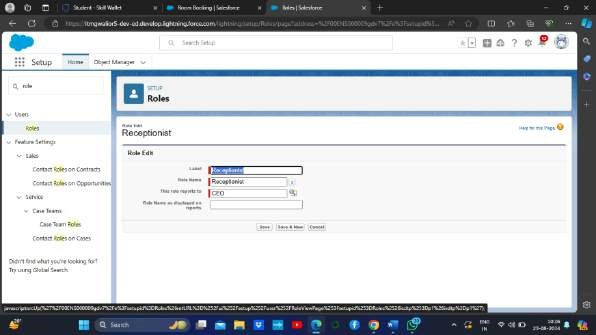 Student - Skill Wallet
Room Booking | Salesforce
Roles | Salesforce
Search Setup
Setup
Home
Object Manager
role
Users
Roles
Feature Settings
Sales
Contact Roles on Contracts
Contact Roles on Opportunities
Service
Case Teams
Case Team Roles
Contact Roles on Cases
Didn't find what you're looking for?
Try using Global Search.
SETUP
Roles
Role Edit
Receptionist
Help for this Page
Role Edit
Label
Receptionist
Role Name
Receptionist
This role reports to
CEO
Role Name as displayed on reports
Save
Save & New
Cancel
Search
ENG
IN